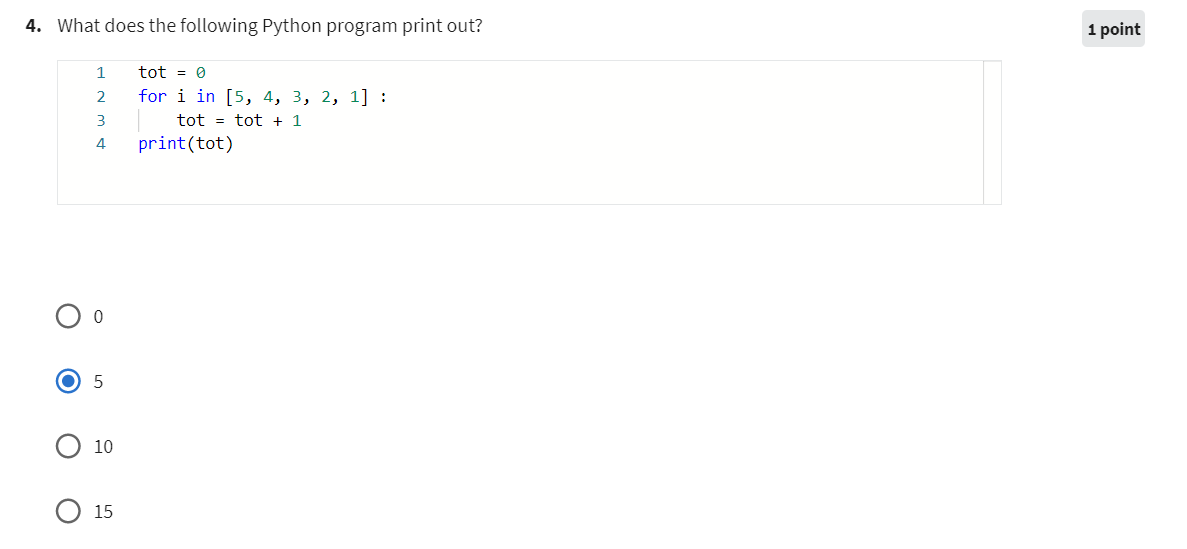 4. What does the following Python program print out?
1 point
1 tot = 0
2 for i in [5, 4, 3, 2, 1] :
3 tot = tot + 1
4 print(tot)
0
5
10
15